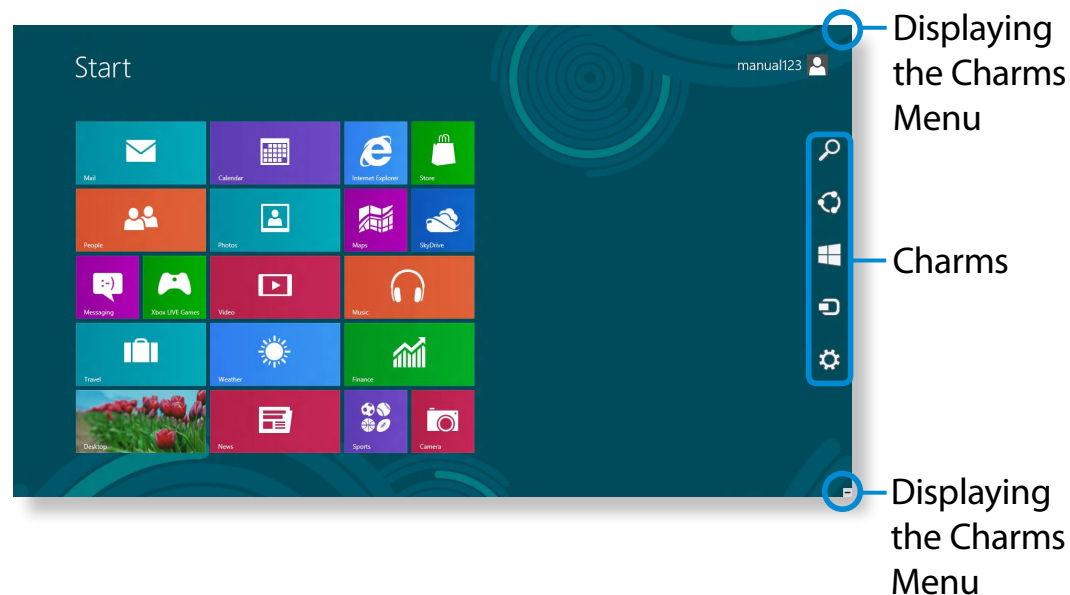 Displaying
the Charms
Menu
Start
manual123
Mail
Calendar
Internet Explorer
Store
People
Photos
Maps
SkyDrive
:-)
Messaging
Xbox LIVE Games
Video
Music
Charms
Travel
Weather
Finance
Desktop
News
Sports
Camera
Displaying
the Charms
Menu